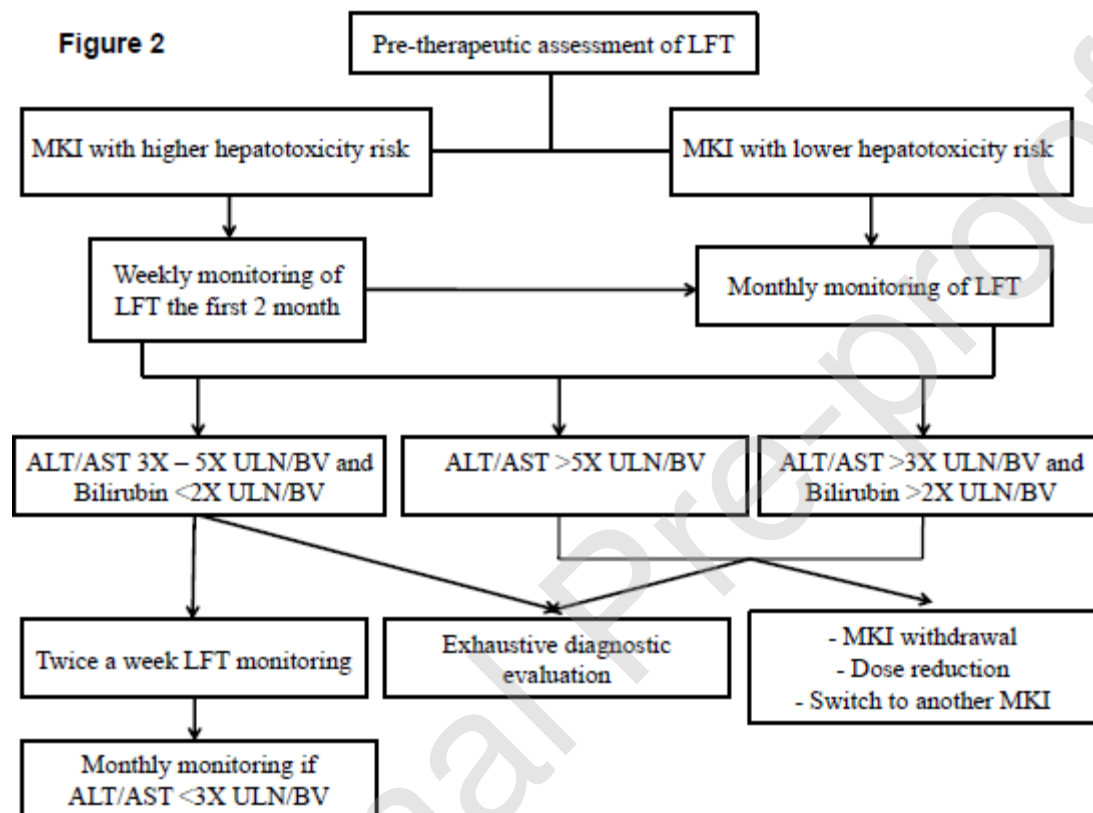 Figure 2
Pre-therapeutic assessment of LFT
MKI with higher hepatotoxicity risk
MKI with lower hepatotoxicity risk
Weekly monitoring of
LFT the first 2 month
Monthly monitoring of LFT
ALT/AST 3X – 5X ULN/BV and
Bilirubin <2X ULN/BV
ALT/AST >5X ULN/BV
ALT/AST >3X ULN/BV and
Bilirubin >2X ULN/BV
Twice a week LFT monitoring
Exhaustive diagnostic
evaluation
- MKI withdrawal
- Dose reduction
- Switch to another MKI
Monthly monitoring if
ALT/AST <3X ULN/BV
nal Pre-proof